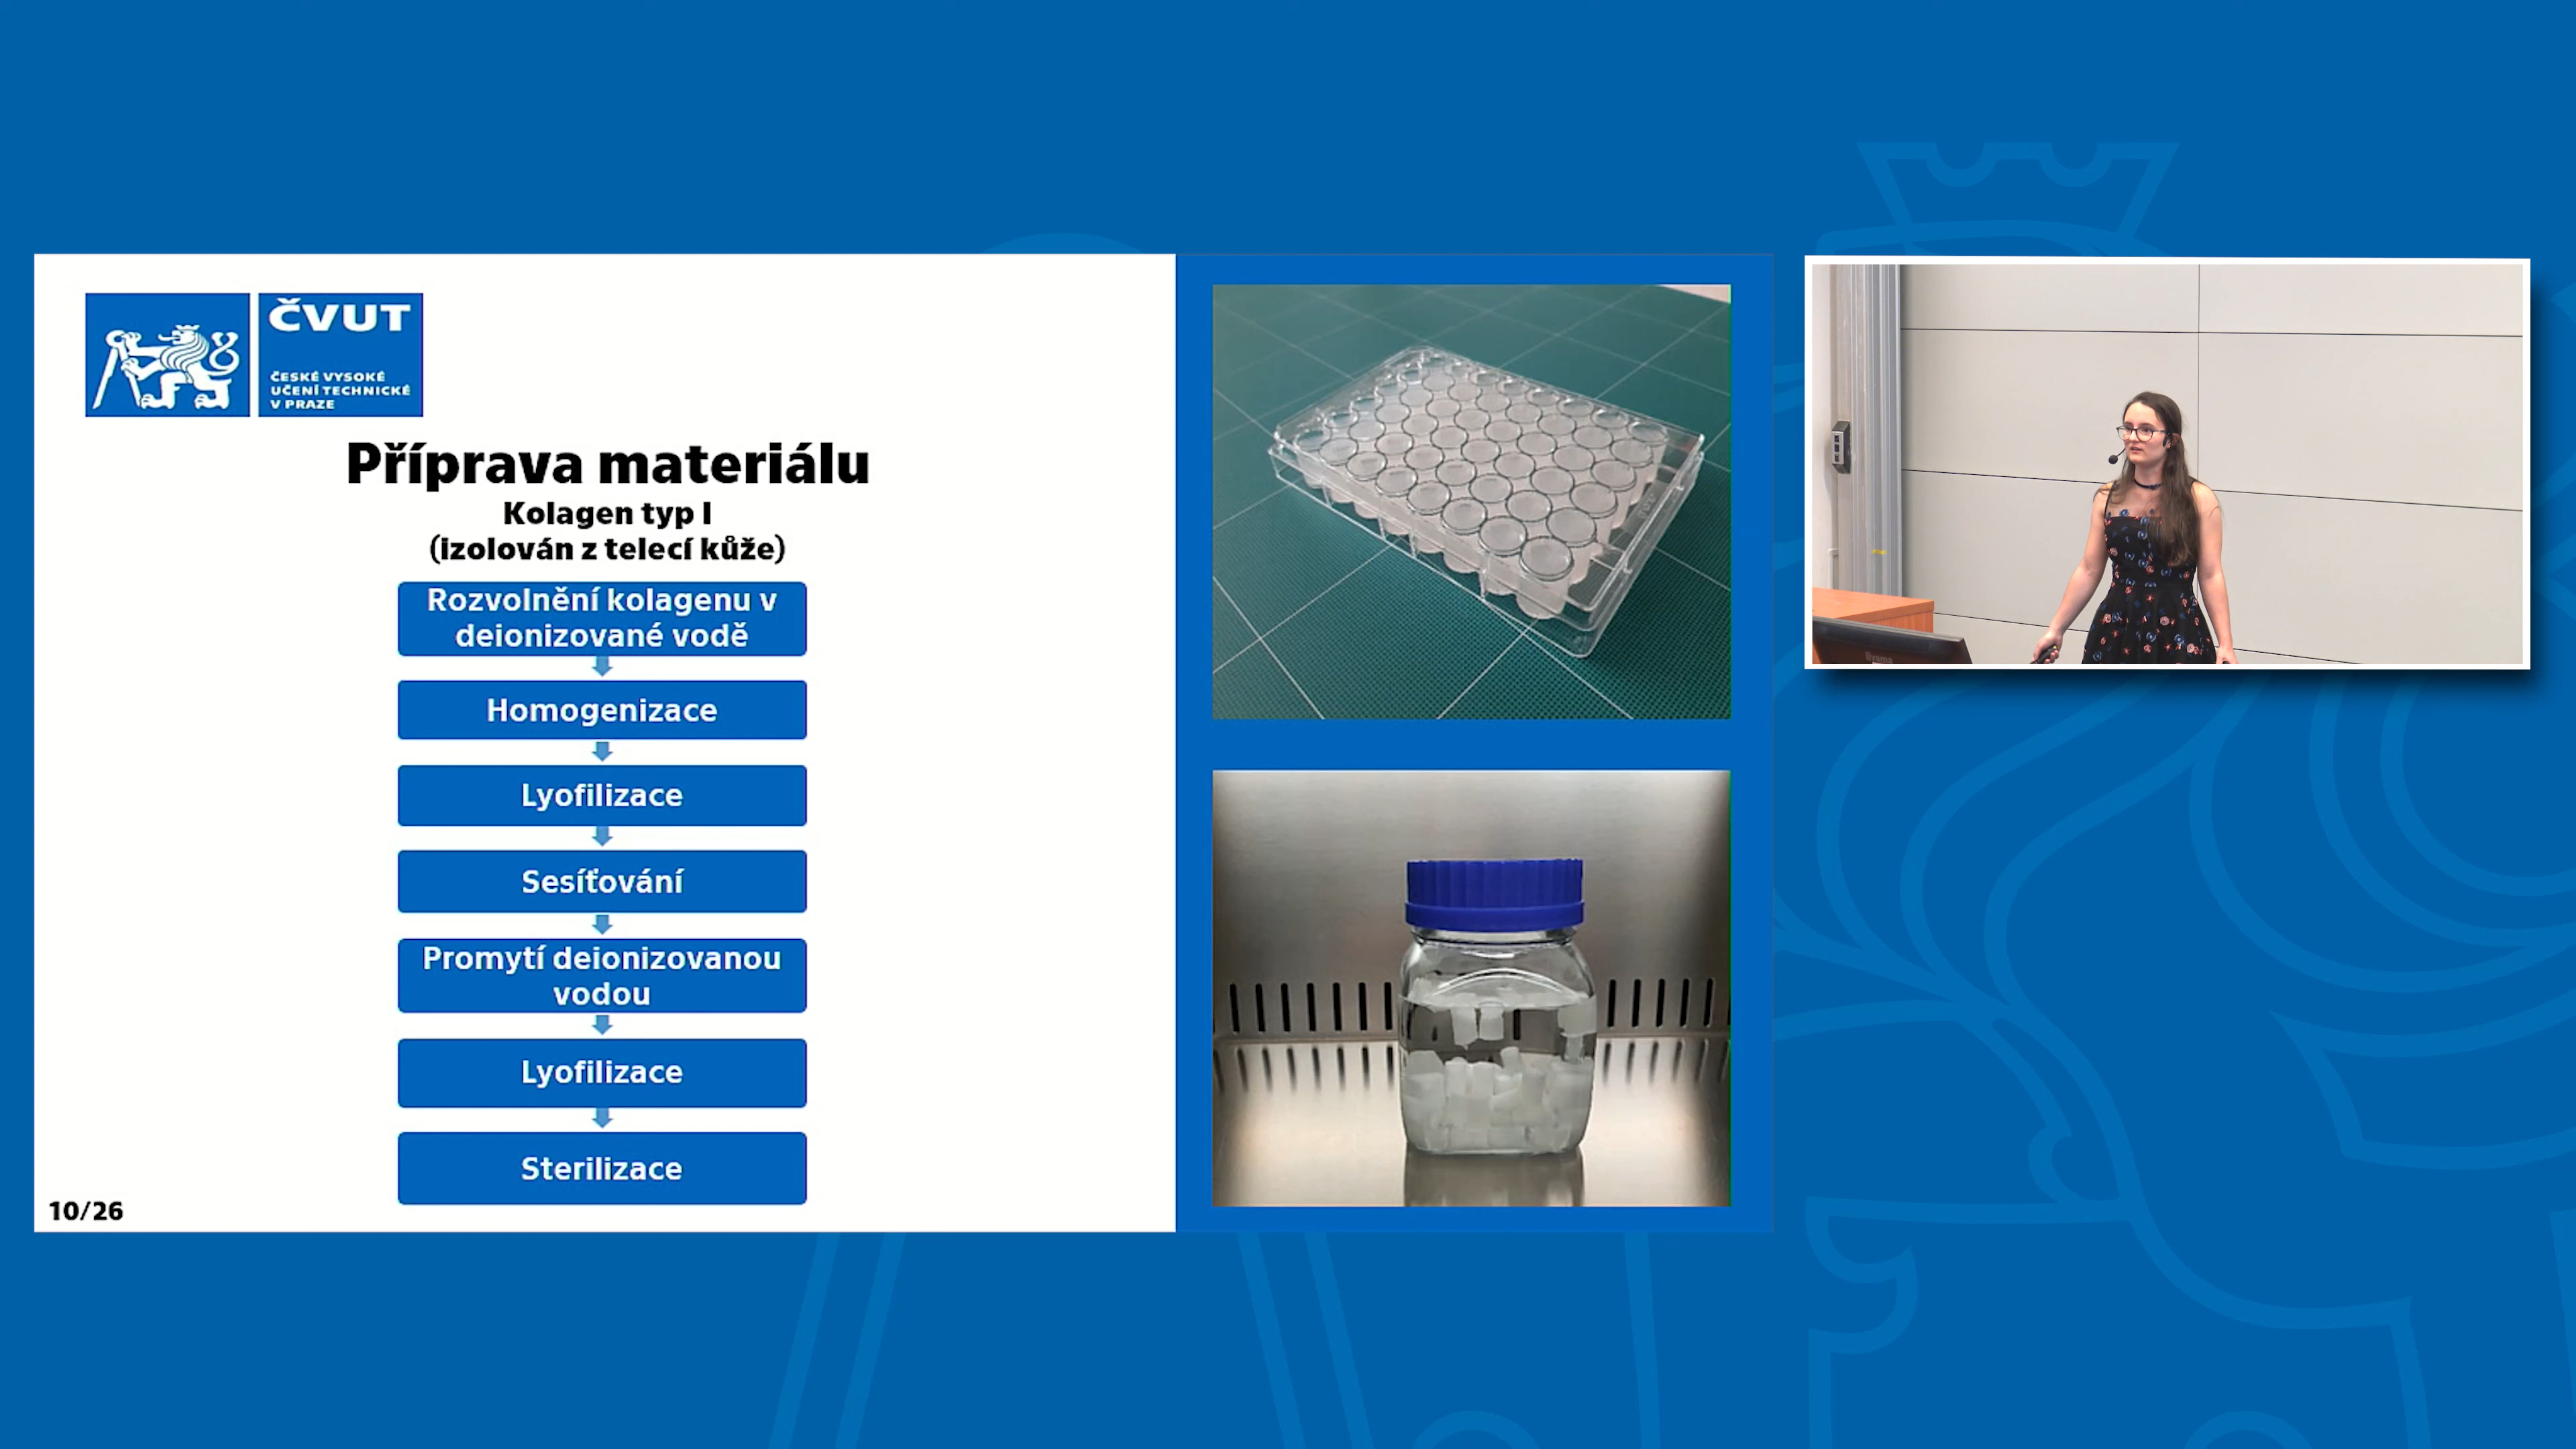 ČVUT
ČESKÉ VYSOKÉ
UČENÍ TECHNICKÉ
V PRAZE
Příprava materiálu
Kolagen typ I
(izolován z telecí kůže)
Rozvolnění kolagenu v
deionizované vodě
Homogenizace
Lyofilizace
Sesíťování
Promytí deionizovanou
vodou
Lyofilizace
Sterilizace
10/26